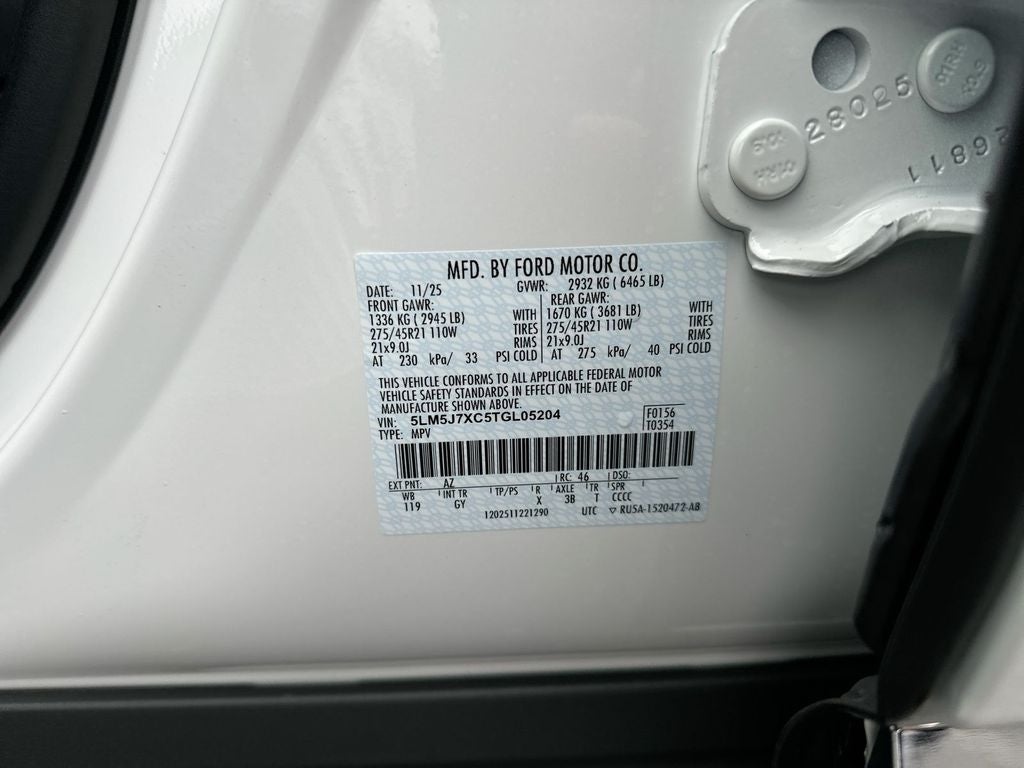 28025
26811
MFD. BY FORD MOTOR CO.
DATE: 11/25 GVWR: 2932 KG ( 6465 LB)
FRONT GAWR: REAR GAWR:
1336 KG ( 2945 LB) WITH 1670 KG ( 3681 LB) WITH
275/45R21 110W TIRES 275/45R21 110W TIRES
21x9.0J RIMS 21x9.0J RIMS
AT 230 kPa/ 33 PSI COLD AT 275 kPa/ 40 PSI COLD
THIS VEHICLE CONFORMS TO ALL APPLICABLE FEDERAL MOTOR
VEHICLE SAFETY STANDARDS IN EFFECT ON THE DATE OF
MANUFACTURE SHOWN ABOVE.
VIN: 5LM5J7XC5TGL05204 F0156
TYPE: MPV T0354
EXT PNT: AZ RC: 46 DSO:
WB INT TR TP/PS R AXLE TR SPR
119 GY X 3B T CCCC
1202511221290 UTC ▽ RU5A-1520472-AB